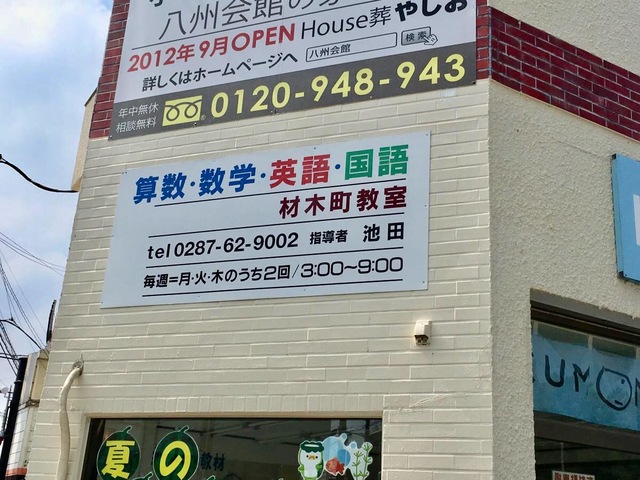 八州会館の家
2012年9月OPEN House葬 やしお
詳しくはホームページへ 八州会館 検索
年中無休
相談無料
0120-948-943
算数・数学・英語・国語
材木町教室
tel 0287-62-9002 指導者 池田
毎週=月・火・木のうち2回/3:00~9:00
KUMON
夏の
教材